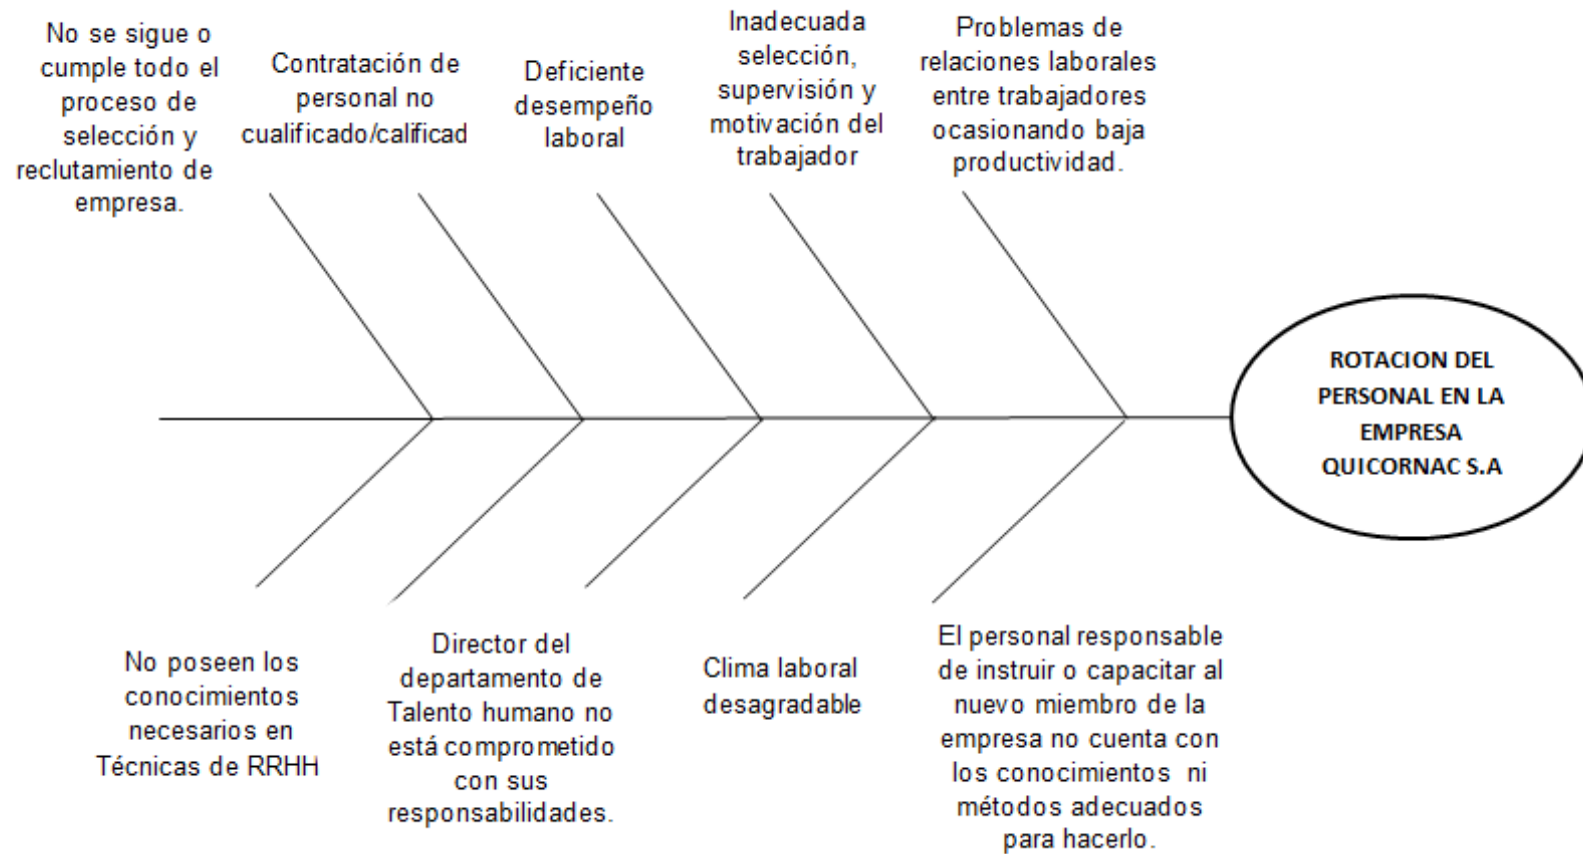 No se sigue o
cumple todo el
proceso de
selección y
reclutamiento de
empresa.
Contratación de
personal no
cualificado/calificad
Deficiente
desempeño
laboral
Inadecuada
selección,
supervisión y
motivación del
trabajador
Problemas de
relaciones laborales
entre trabajadores
ocasionando baja
productividad.
ROTACION DEL
PERSONAL EN LA
EMPRESA
QUICORNAC S.A
No poseen los
conocimientos
necesarios en
Técnicas de RRHH
Director del
departamento de
Talento humano no
está comprometido
con sus
responsabilidades.
Clima laboral
desagradable
El personal responsable
de instruir o capacitar al
nuevo miembro de la
empresa no cuenta con
los conocimientos ni
métodos adecuados
para hacerlo.